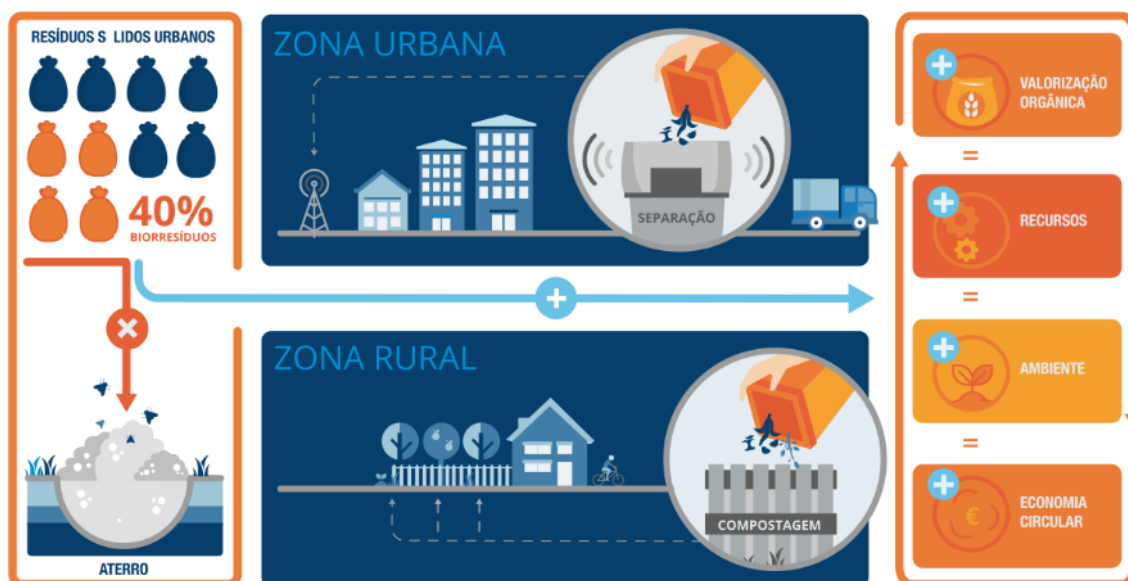 RESÍDUOS S LIDOS URBANOS
40%
BIORRESÍDUOS
ATERRO
ZONA URBANA
SEPARAÇÃO
ZONA RURAL
COMPOSTAGEM
VALORIZAÇÃO
ORGÂNICA
=
RECURSOS
=
AMBIENTE
=
ECONOMIA
CIRCULAR
€